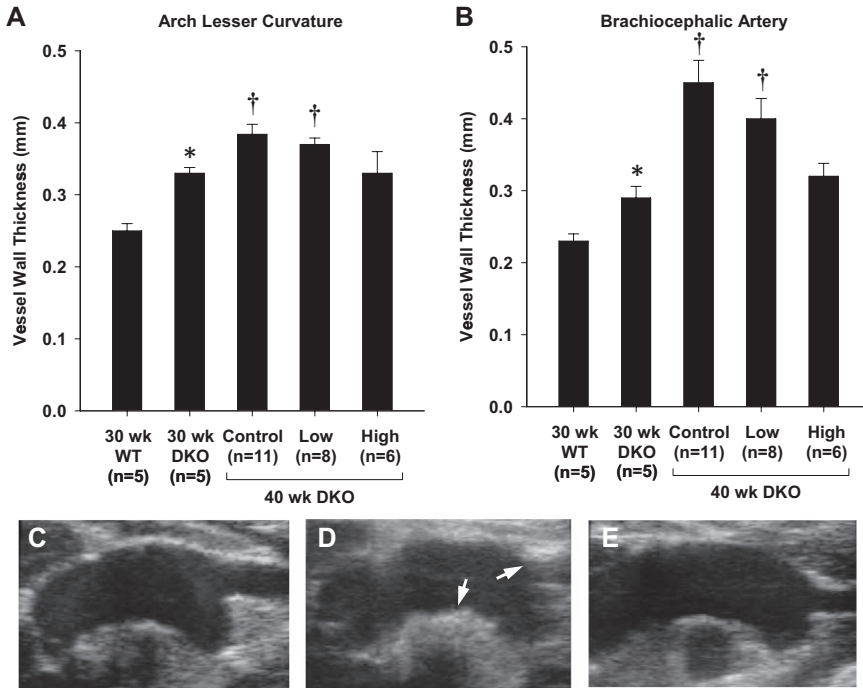 A
Arch Lesser Curvature
Vessel Wall Thickness (mm)
0.5
0.4
0.3
0.2
0.1
0.0
*
†
†
30 wk WT (n=5)
30 wk DKO (n=5)
Control (n=11)
Low (n=8)
High (n=6)
40 wk DKO
B
Brachiocephalic Artery
Vessel Wall Thickness (mm)
0.5
0.4
0.3
0.2
0.1
0.0
*
†
†
30 wk WT (n=5)
30 wk DKO (n=5)
Control (n=11)
Low (n=8)
High (n=6)
40 wk DKO
C
D
E